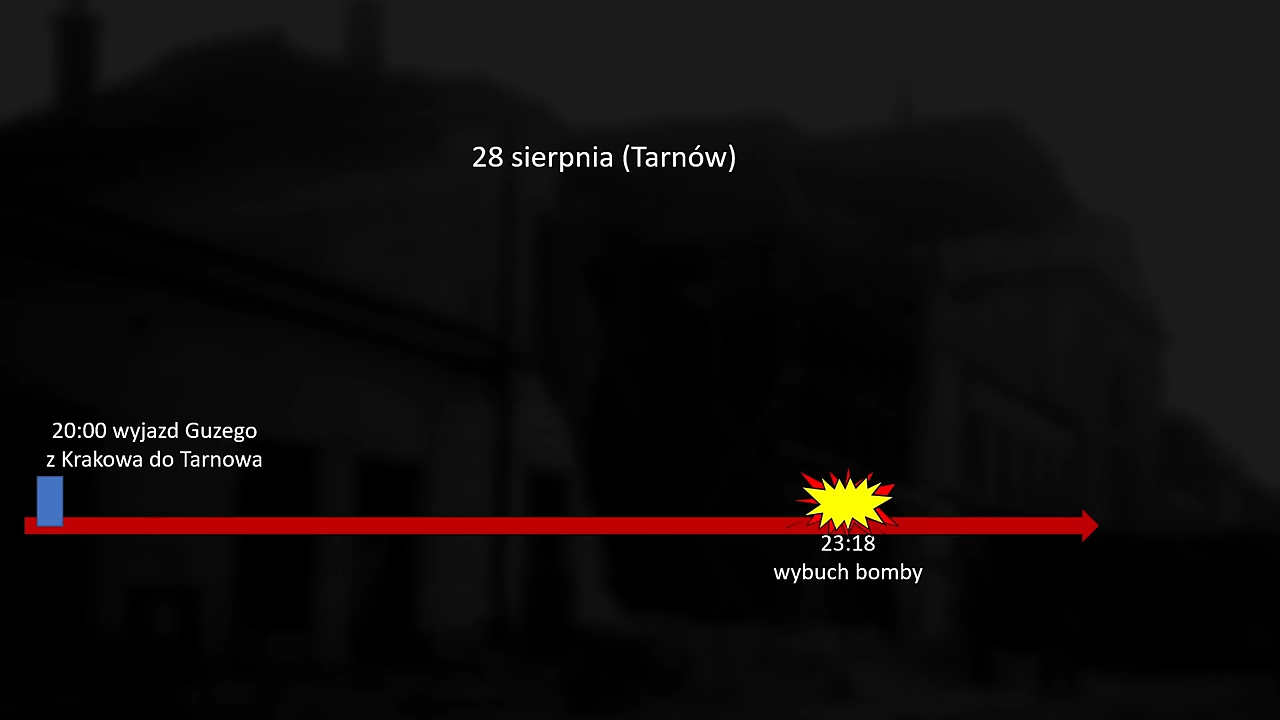 28 sierpnia (Tarnów)
20:00 wyjazd Guzego
z Krakowa do Tarnowa
23:18
wybuch bomby